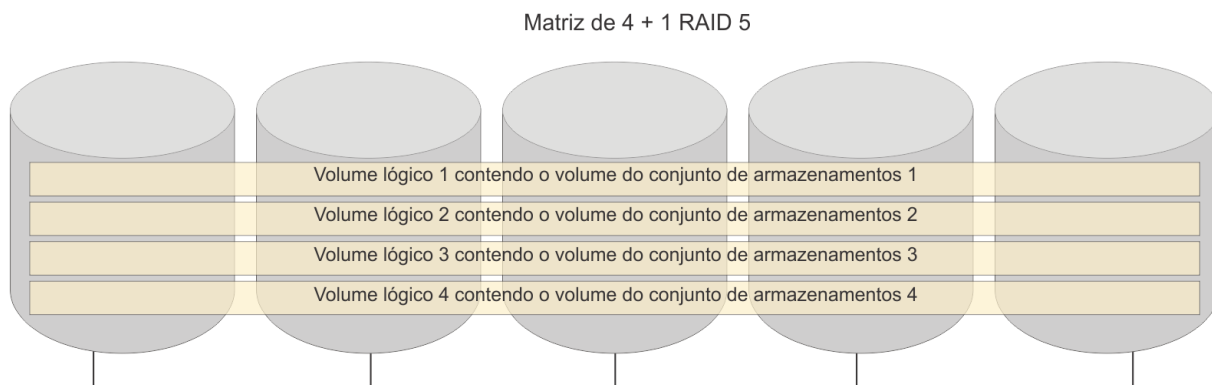 Matriz de 4 + 1 RAID 5
Volume lógico 1 contendo o volume do conjunto de armazenamentos 1
Volume lógico 2 contendo o volume do conjunto de armazenamentos 2
Volume lógico 3 contendo o volume do conjunto de armazenamentos 3
Volume lógico 4 contendo o volume do conjunto de armazenamentos 4